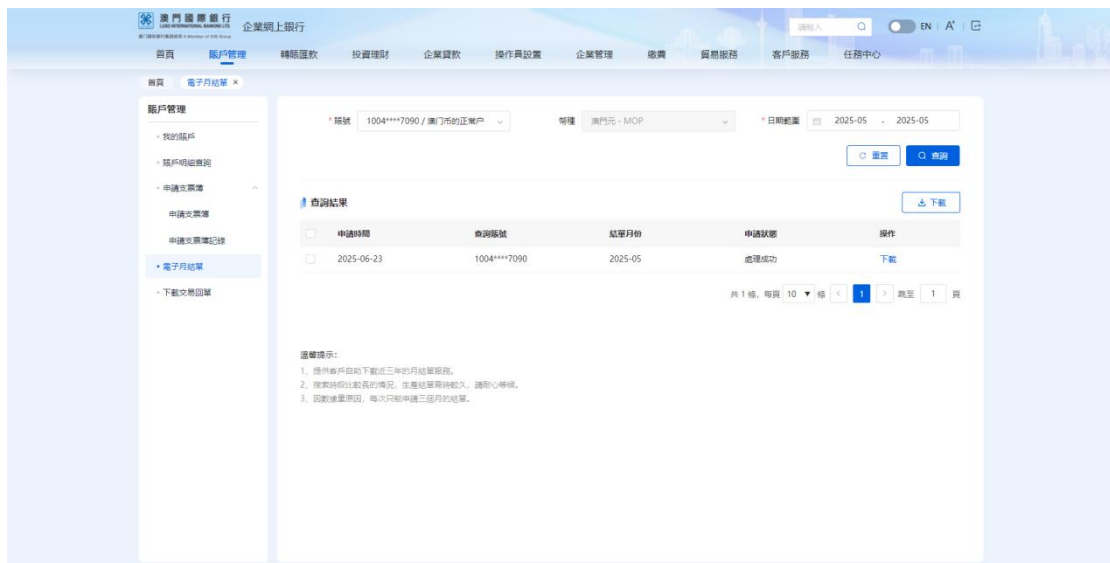 澳門國際銀行
LUSO INTERNATIONAL BANKING LTD.
企業網上銀行
請輸入
EN
A
首頁 賬戶管理 轉賬匯款 投資理財 企業貸款 操作員設置 企業管理 繳費 貿易服務 客戶服務 任務中心
首頁 電子月結單 ×
賬戶管理
我的賬戶
賬戶明細查詢
申請支票簿
申請支票簿
申請支票簿記錄
電子月結單
下載交易回單
* 賬號 1004****7090 / 澳门币的正常户 幣種 澳門元 - MOP * 日期範圍 2025-05 - 2025-05
重置 查詢
查詢結果 下載
申請時間 查詢賬號 結單月份 申請狀態 操作
2025-06-23 1004****7090 2025-05 處理成功 下載
共 1 條, 每頁 10 ▼ 條 < 1 > 跳至 1 頁
溫馨提示:
1、提供客戶自助下載近三年的月結單服務。
2、搜索時段比較長的情況, 生產結單需時較久, 請耐心等候。
3、因數據量原因, 每次只能申請三個月的結單。